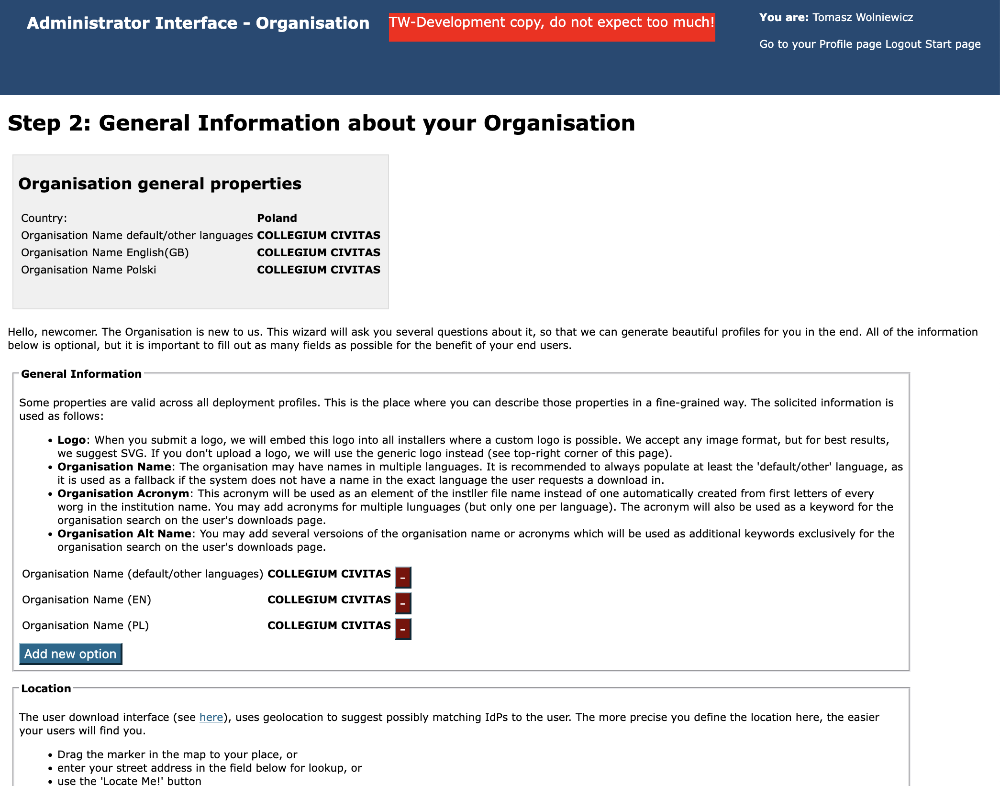 Administrator Interface - Organisation
TW-Development copy, do not expect too much!
You are: Tomasz Wolniewicz
Go to your Profile page Logout Start page
Step 2: General Information about your Organisation
Organisation general properties
Country: Poland
Organisation Name default/other languages COLLEGIUM CIVITAS
Organisation Name English(GB) COLLEGIUM CIVITAS
Organisation Name Polski COLLEGIUM CIVITAS
Hello, newcomer. The Organisation is new to us. This wizard will ask you several questions about it, so that we can generate beautiful profiles for you in the end. All of the information
below is optional, but it is important to fill out as many fields as possible for the benefit of your end users.
General Information
Some properties are valid across all deployment profiles. This is the place where you can describe those properties in a fine-grained way. The solicited information is
used as follows:
• Logo: When you submit a logo, we will embed this logo into all installers where a custom logo is possible. We accept any image format, but for best results,
we suggest SVG. If you don't upload a logo, we will use the generic logo instead (see top-right corner of this page).
• Organisation Name: The organisation may have names in multiple languages. It is recommended to always populate at least the 'default/other' language, as
it is used as a fallback if the system does not have a name in the exact language the user requests a download in.
• Organisation Acronym: This acronym will be used as an element of the instller file name instead of one automatically created from first letters of every
worg in the institution name. You may add acronyms for multiple lunguages (but only one per language). The acronym will also be used as a keyword for the
organisation search on the user's downloads page.
• Organisation Alt Name: You may add several versoions of the organisation name or acronyms which will be used as additional keywords exclusively for the
organisation search on the user's downloads page.
Organisation Name (default/other languages) COLLEGIUM CIVITAS -
Organisation Name (EN) COLLEGIUM CIVITAS -
Organisation Name (PL) COLLEGIUM CIVITAS -
Add new option
Location
The user download interface (see here), uses geolocation to suggest possibly matching IdPs to the user. The more precise you define the location here, the easier
your users will find you.
• Drag the marker in the map to your place, or
• enter your street address in the field below for lookup, or
• use the 'Locate Me!' button